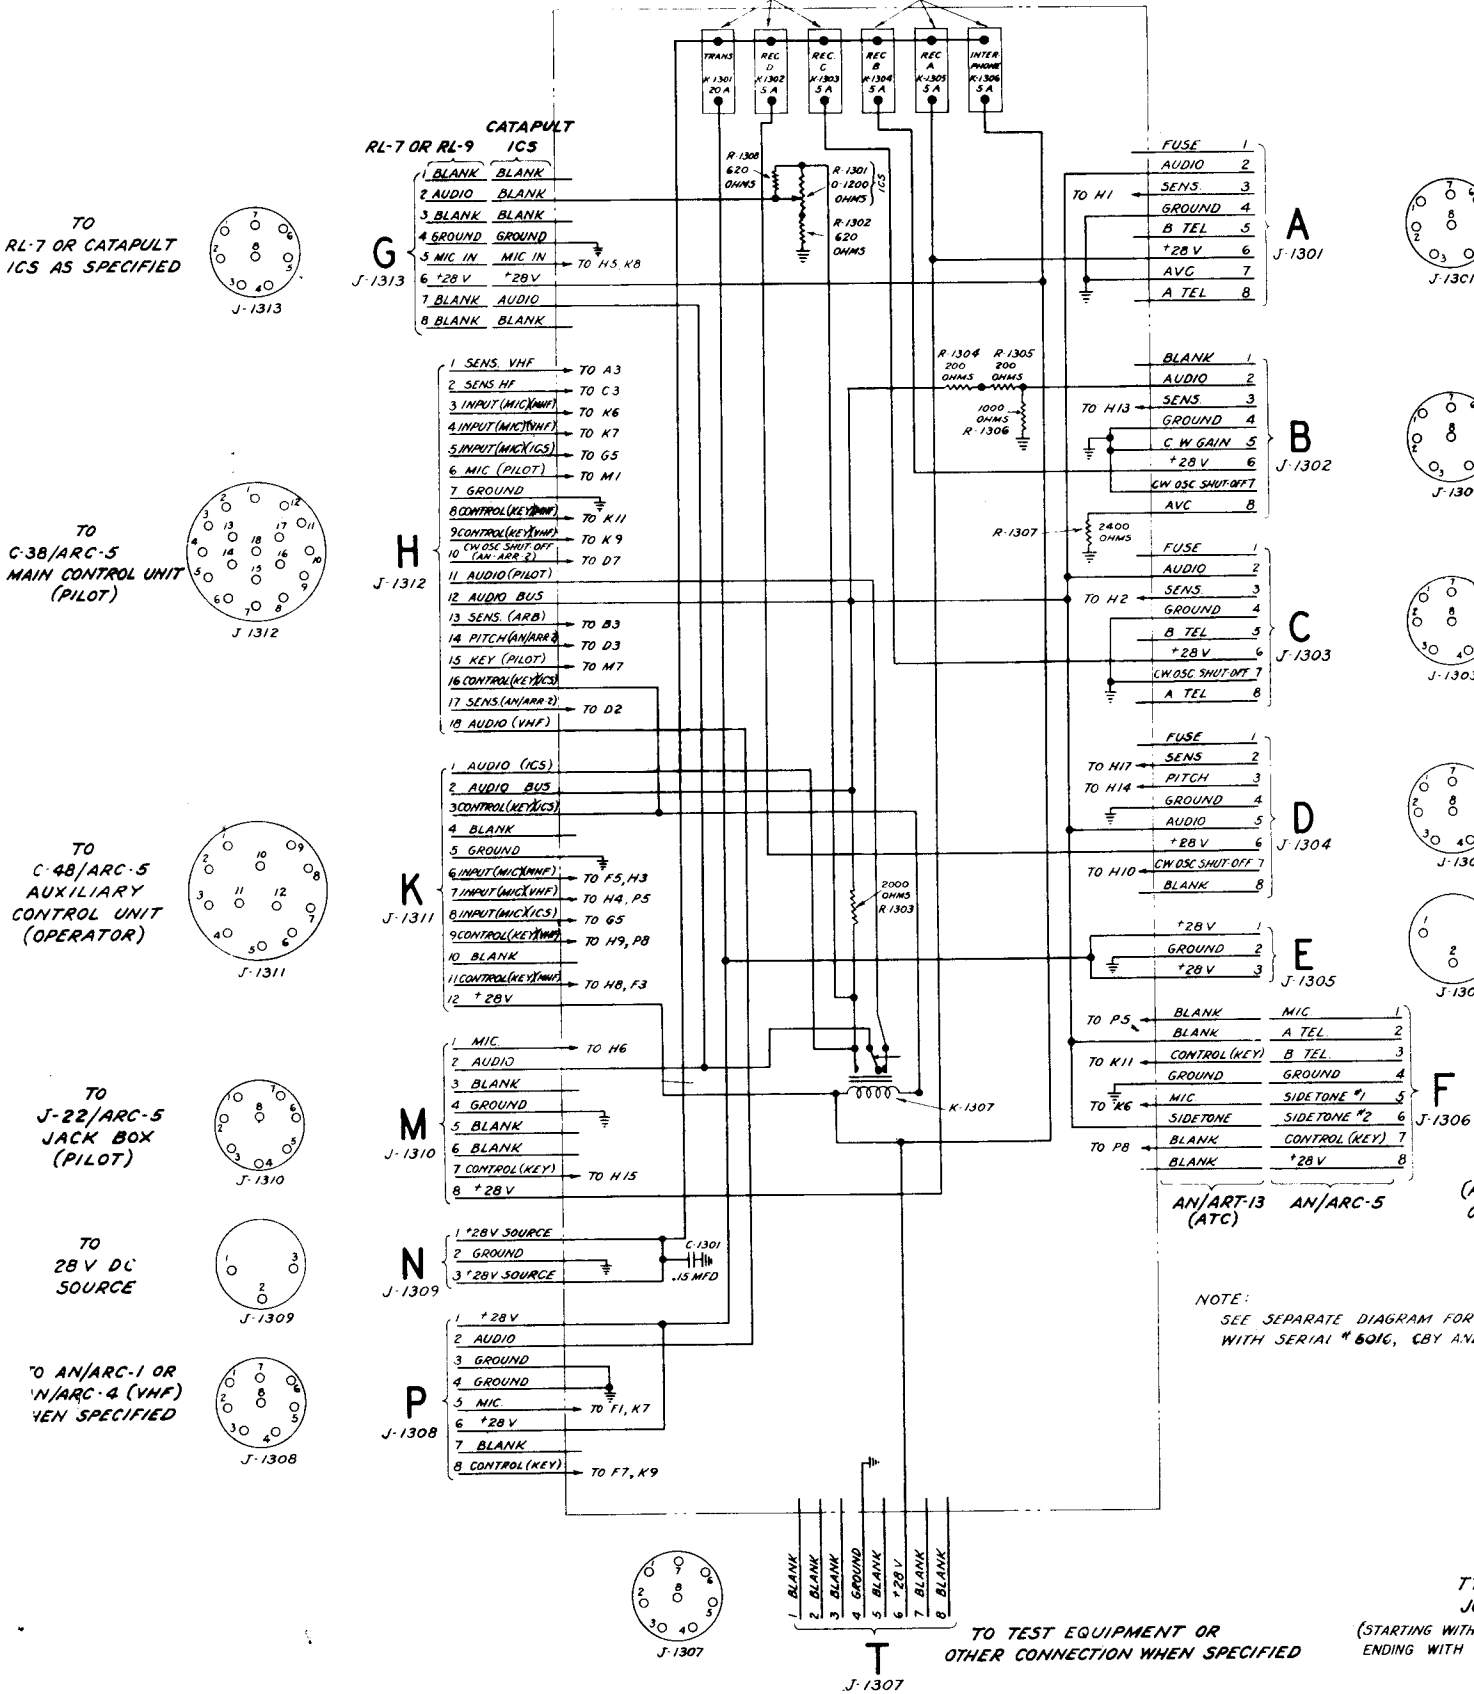 TRANS
K-1301
20 A
REC
D
K-1302
5 A
REC.
C
K-1303
5 A
REC
B
K-1304
5 A
REC
A
K-1305
5 A
INTER
PHONE
K-1306
5 A
CATAPULT
RL-7 OR RL-9 ICS
TO
RL-7 OR CATAPULT
ICS AS SPECIFIED
J-1313
G
J-1313
1 BLANK BLANK
2 AUDIO BLANK
3 BLANK BLANK
4 GROUND GROUND
5 MIC IN MIC IN TO H5, K8
6 +28 V +28 V
7 BLANK AUDIO
8 BLANK BLANK
R-1308
620
OHMS
R-1301
0-1200
OHMS
ICS
R-1302
620
OHMS
FUSE 1
AUDIO 2
TO H1 SENS. 3
GROUND 4
B TEL 5
+28 V 6
AVC 7
A TEL 8
A
J-1301
TO
C-38/ARC-5
MAIN CONTROL UNIT
(PILOT)
J 1312
H
J-1312
1 SENS. VHF TO A3
2 SENS HF TO C3
3 INPUT (MIC)(MHF) TO K6
4 INPUT (MIC)(VHF) TO K7
5 INPUT (MIC)(ICS) TO G5
6 MIC (PILOT) TO M1
7 GROUND
8 CONTROL (KEY)(MHF) TO K11
9 CONTROL (KEY)(VHF) TO K9
10 CW OSC SHUT-OFF
(AN-ARR-2) TO D7
11 AUDIO (PILOT)
12 AUDIO BUS
13 SENS. (ARB) TO B3
14 PITCH (AN/ARR 2) TO D3
15 KEY (PILOT) TO M7
16 CONTROL (KEY)(ICS)
17 SENS. (AN/ARR-2) TO D2
18 AUDIO (VHF)
R-1304
200
OHMS
R-1305
200
OHMS
1000
OHMS
R-1306
BLANK 1
AUDIO 2
TO H13 SENS. 3
GROUND 4
C W GAIN 5
+28 V 6
CW OSC SHUT-OFF 7
AVC 8
B
J-1302
R-1307
2400
OHMS
FUSE 1
AUDIO 2
TO H2 SENS. 3
GROUND 4
B TEL 5
+28 V 6
CW.OSC SHUT-OFF 7
A TEL 8
C
J-1303
TO
C-48/ARC-5
AUXILIARY
CONTROL UNIT
(OPERATOR)
J-1311
K
J-1311
1 AUDIO (ICS)
2 AUDIO BUS
3 CONTROL (KEY)(ICS)
4 BLANK
5 GROUND
6 INPUT (MIC)(MHF) TO F5, H3
7 INPUT (MIC)(VHF) TO H4, P5
8 INPUT (MIC)(ICS) TO G5
9 CONTROL (KEY)(VHF) TO H9, P8
10 BLANK
11 CONTROL (KEY)(MHF) TO H8, F3
12 +28 V
2000
OHMS
R-1303
FUSE 1
TO H17 SENS 2
TO H14 PITCH 3
GROUND 4
AUDIO 5
+28 V 6
TO H10 CW.OSC SHUT-OFF 7
BLANK 8
D
J-1304
+28 V 1
GROUND 2
+28 V 3
E
J-1305
TO
J-22/ARC-5
JACK BOX
(PILOT)
J-1310
M
J-1310
1 MIC. TO H6
2 AUDIO
3 BLANK
4 GROUND
5 BLANK
6 BLANK
7 CONTROL (KEY) TO H15
8 +28 V
K-1307
TO P5 BLANK MIC. 1
BLANK A TEL. 2
TO K11 CONTROL (KEY) B TEL. 3
GROUND GROUND 4
TO K6 MIC SIDETONE #1 5
SIDETONE SIDETONE #2 6
TO P8 BLANK CONTROL (KEY) 7
BLANK +28 V 8
F
J-1306
AN/ART-13
(ATC)
AN/ARC-5
TO
28 V DC
SOURCE
J-1309
N
J-1309
1 +28V SOURCE
2 GROUND
3 +28V SOURCE
C-1301
.15 MFD
NOTE:
SEE SEPARATE DIAGRAM FOR
WITH SERIAL # 6016, CBY
TO AN/ARC-1 OR
AN/ARC-4 (VHF)
WHEN SPECIFIED
J-1308
P
J-1308
1 +28 V
2 AUDIO
3 GROUND
4 GROUND
5 MIC. TO F1, K7
6 +28 V
7 BLANK
8 CONTROL (KEY) TO F7, K9
J-1307
1 BLANK
2 BLANK
3 BLANK
4 GROUND
5 BLANK
6 +28 V
7 BLANK
8 BLANK
T
J-1307
TO TEST EQUIPMENT OR
OTHER CONNECTION WHEN SPECIFIED
(STARTING WITH
ENDING WITH